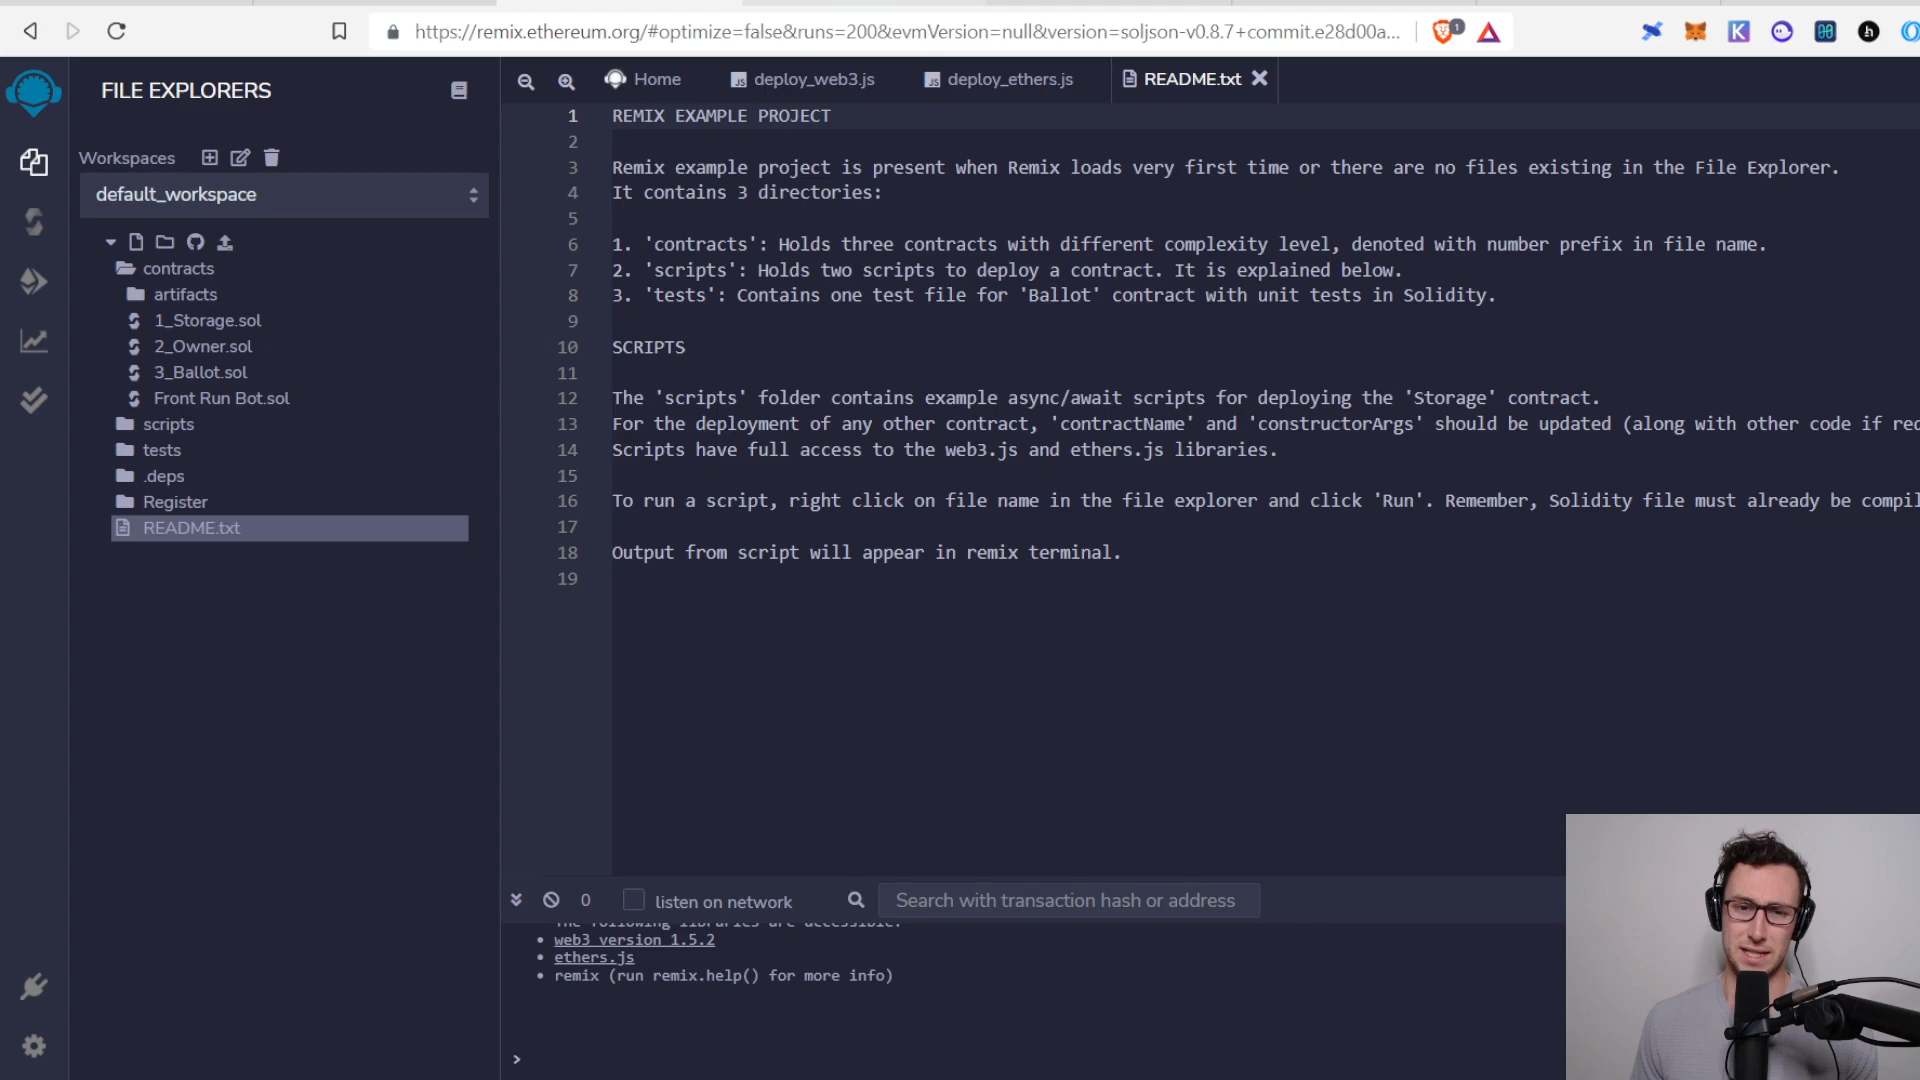 https://remix.ethereum.org/#optimize=false&runs=200&evmVersion=null&version=soljson-v0.8.7+commit.e28d00a...
1
FILE EXPLORERS
Home
deploy_web3.js
deploy_ethers.js
README.txt
Workspaces
default_workspace
contracts
artifacts
1_Storage.sol
2_Owner.sol
3_Ballot.sol
Front Run Bot.sol
scripts
tests
.deps
Register
README.txt
1 REMIX EXAMPLE PROJECT
2
3 Remix example project is present when Remix loads very first time or there are no files existing in the File Explorer.
4 It contains 3 directories:
5
6 1. 'contracts': Holds three contracts with different complexity level, denoted with number prefix in file name.
7 2. 'scripts': Holds two scripts to deploy a contract. It is explained below.
8 3. 'tests': Contains one test file for 'Ballot' contract with unit tests in Solidity.
9
10 SCRIPTS
11
12 The 'scripts' folder contains example async/await scripts for deploying the 'Storage' contract.
13 For the deployment of any other contract, 'contractName' and 'constructorArgs' should be updated (along with other code if rec
14 Scripts have full access to the web3.js and ethers.js libraries.
15
16 To run a script, right click on file name in the file explorer and click 'Run'. Remember, Solidity file must already be compil
17
18 Output from script will appear in remix terminal.
19
0 listen on network Search with transaction hash or address
The following libraries are accessible:
• web3 version 1.5.2
• ethers.js
• remix (run remix.help() for more info)
>